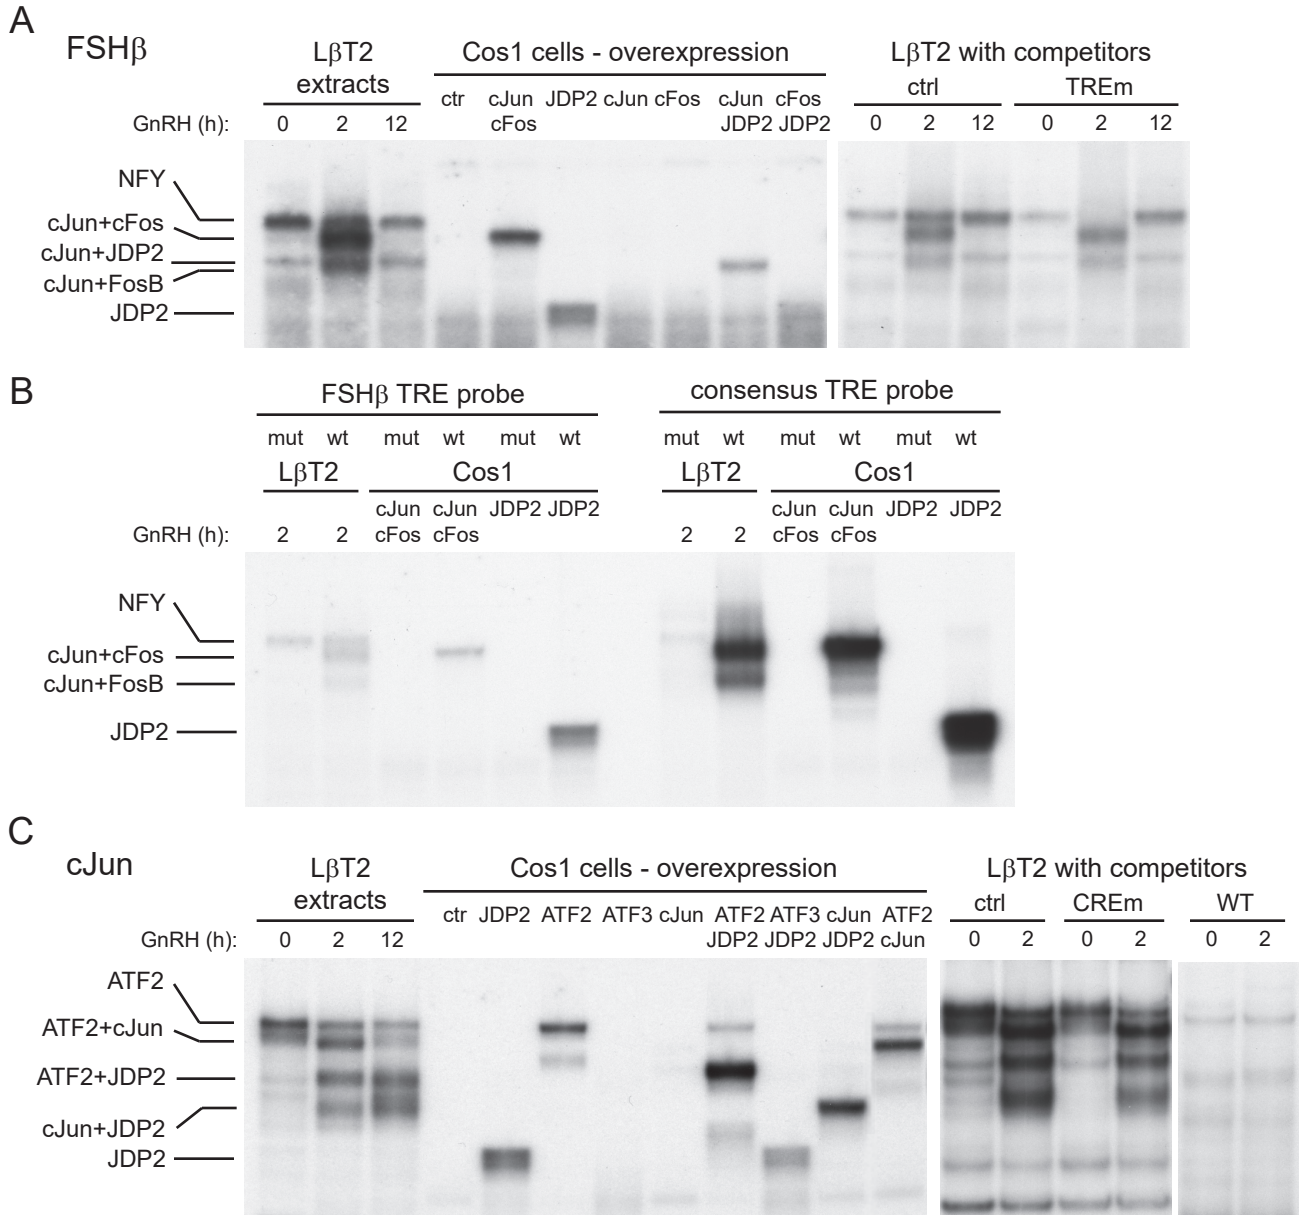 A
FSHβ
LβT2
extracts
Cos1 cells - overexpression
LβT2 with competitors
ctrl TREm
ctr cJun JDP2 cJun cFos cJun cFos
cFos JDP2 JDP2
GnRH (h): 0 2 12 0 2 12 0 2 12
NFY
cJun+cFos
cJun+JDP2
cJun+FosB
JDP2
B
FSHβ TRE probe consensus TRE probe
mut wt mut wt mut wt mut wt mut wt mut wt
LβT2 Cos1 LβT2 Cos1
cJun cJun JDP2 JDP2 cJun cJun JDP2 JDP2
GnRH (h): 2 2 cFos cFos 2 2 cFos cFos
NFY
cJun+cFos
cJun+FosB
JDP2
C
cJun
LβT2
extracts
Cos1 cells - overexpression
LβT2 with competitors
ctrl CREm WT
ctr JDP2 ATF2 ATF3 cJun ATF2 ATF3 cJun ATF2
JDP2 JDP2 JDP2 cJun
GnRH (h): 0 2 12 0 2 0 2 0 2
ATF2
ATF2+cJun
ATF2+JDP2
cJun+JDP2
JDP2